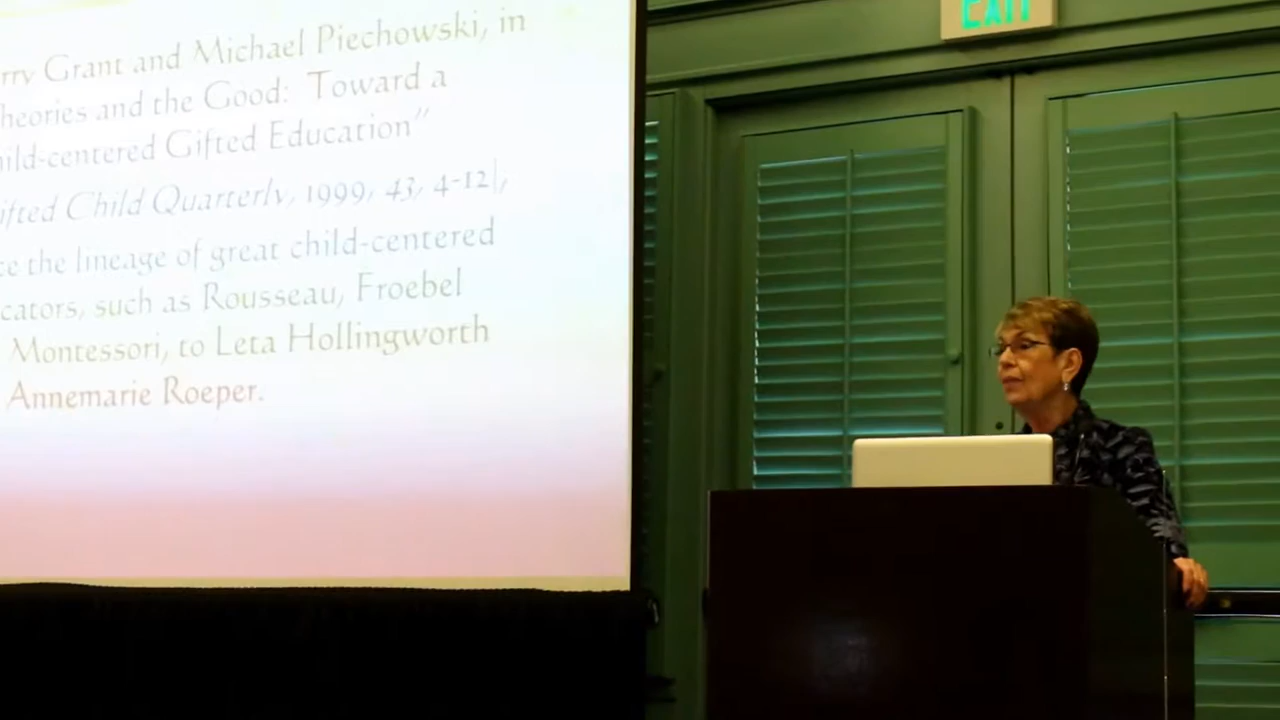 rry Grant and Michael Piechowski, in
heories and the Good: Toward a
ild-centered Gifted Education"
ifted Child Quarterly, 1999, 43, 4-12];
ce the lineage of great child-centered
cators, such as Rousseau, Froebel
Montessori, to Leta Hollingworth
Annemarie Roeper.
EXIT